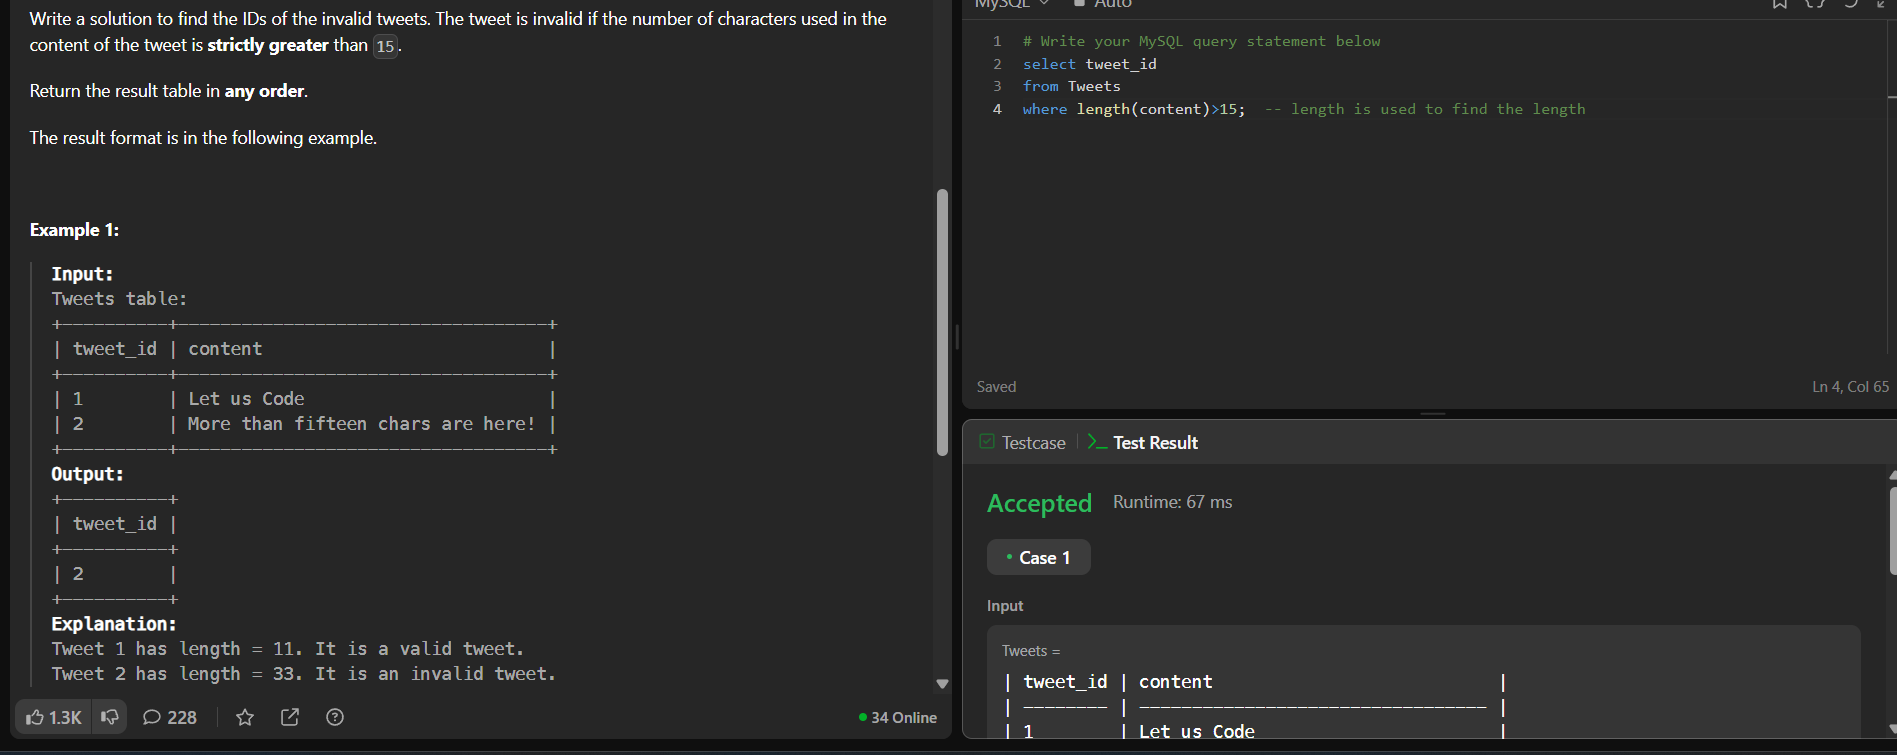 Write a solution to find the IDs of the invalid tweets. The tweet is invalid if the number of characters used in the
content of the tweet is strictly greater than 15.
Return the result table in any order.
The result format is in the following example.
Example 1:
Input:
Tweets table:
+----------+-----------------------------------+
| tweet_id | content                           |
+----------+-----------------------------------+
| 1        | Let us Code                       |
| 2        | More than fifteen chars are here! |
+----------+-----------------------------------+
Output:
+----------+
| tweet_id |
+----------+
| 2        |
+----------+
Explanation:
Tweet 1 has length = 11. It is a valid tweet.
Tweet 2 has length = 33. It is an invalid tweet.
1.3K 228 34 Online
MySQL Auto
1 # Write your MySQL query statement below
2 select tweet_id
3 from Tweets
4 where length(content)>15;  -- length is used to find the length
Saved Ln 4, Col 65
Testcase | >_ Test Result
Accepted Runtime: 67 ms
• Case 1
Input
Tweets =
| tweet_id | content                           |
| -------- | --------------------------------- |
| 1        | Let us Code                       |